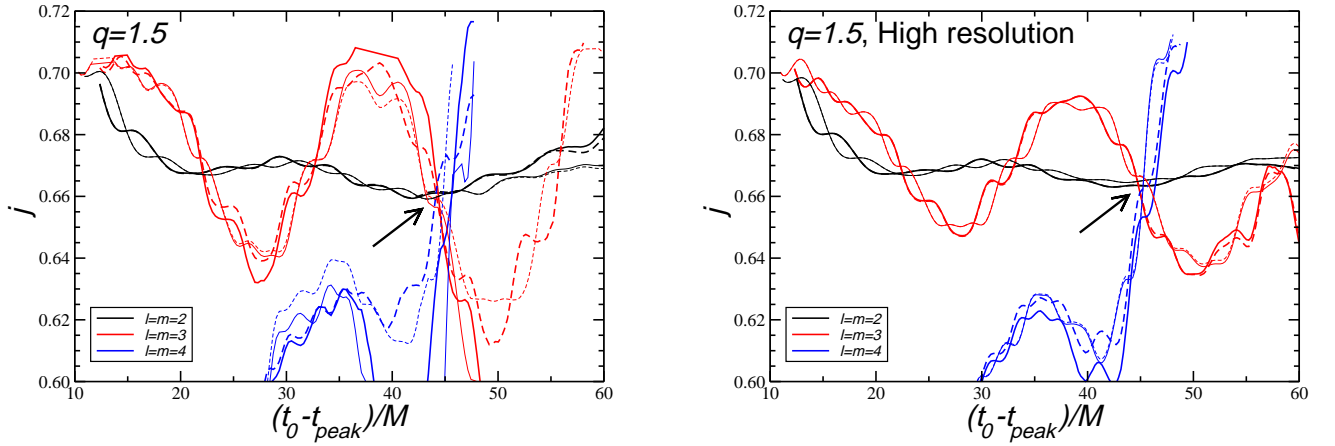 q=1.5
0.72
0.70
0.68
0.66
0.64
0.62
0.60
j
l=m=2
l=m=3
l=m=4
10
20
30
40
50
60
(t0-tpeak)/M
q=1.5, High resolution
0.72
0.70
0.68
0.66
0.64
0.62
0.60
j
l=m=2
l=m=3
l=m=4
10
20
30
40
50
60
(t0-tpeak)/M